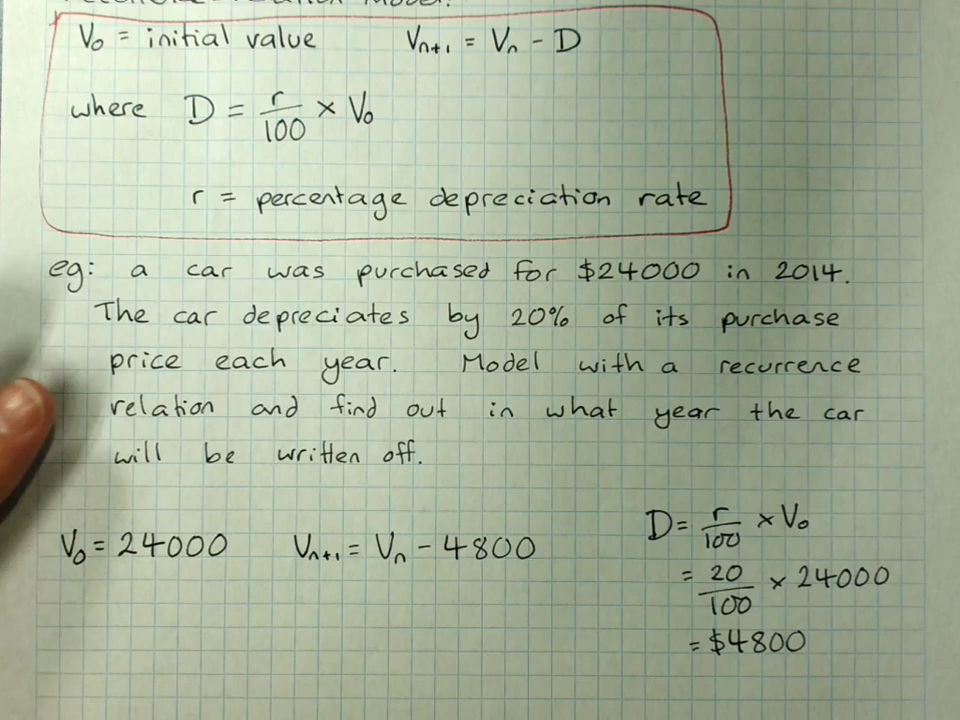 V₀ = initial value Vₙ₊₁ = Vₙ - D
where D = r/100 × V₀
r = percentage depreciation rate
eg: a car was purchased for $24000 in 2014.
The car depreciates by 20% of its purchase
price each year. Model with a recurrence
relation and find out in what year the car
will be written off.
V₀ = 24000 Vₙ₊₁ = Vₙ - 4800
D = r/100 × V₀
= 20/100 × 24000
= $4800